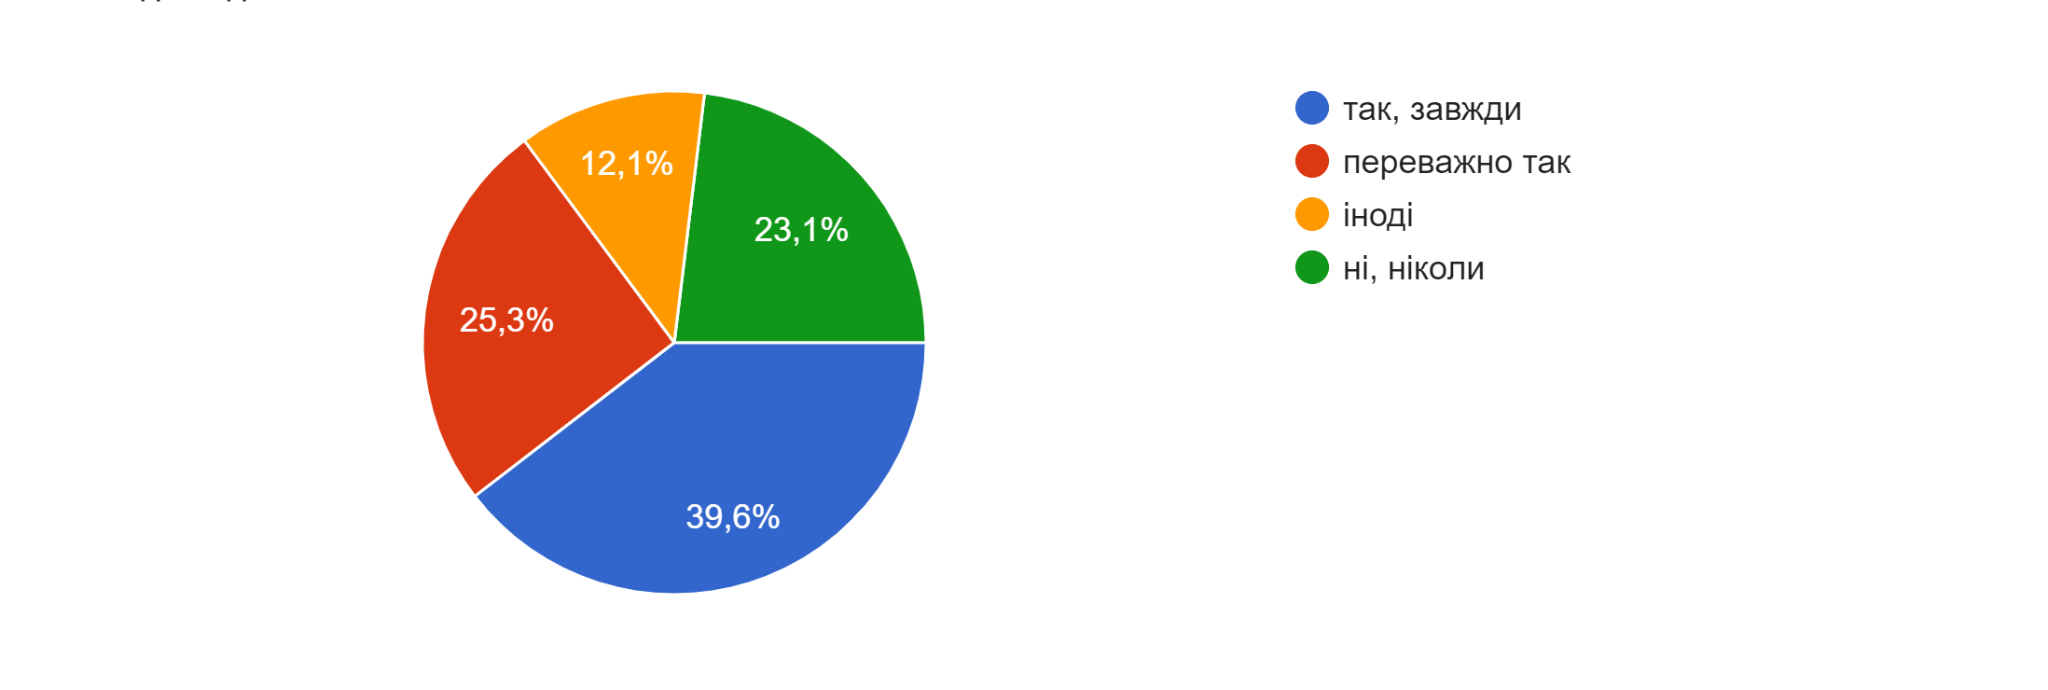 12,1%
23,1%
25,3%
39,6%
так, завжди
переважно так
іноді
ні, ніколи